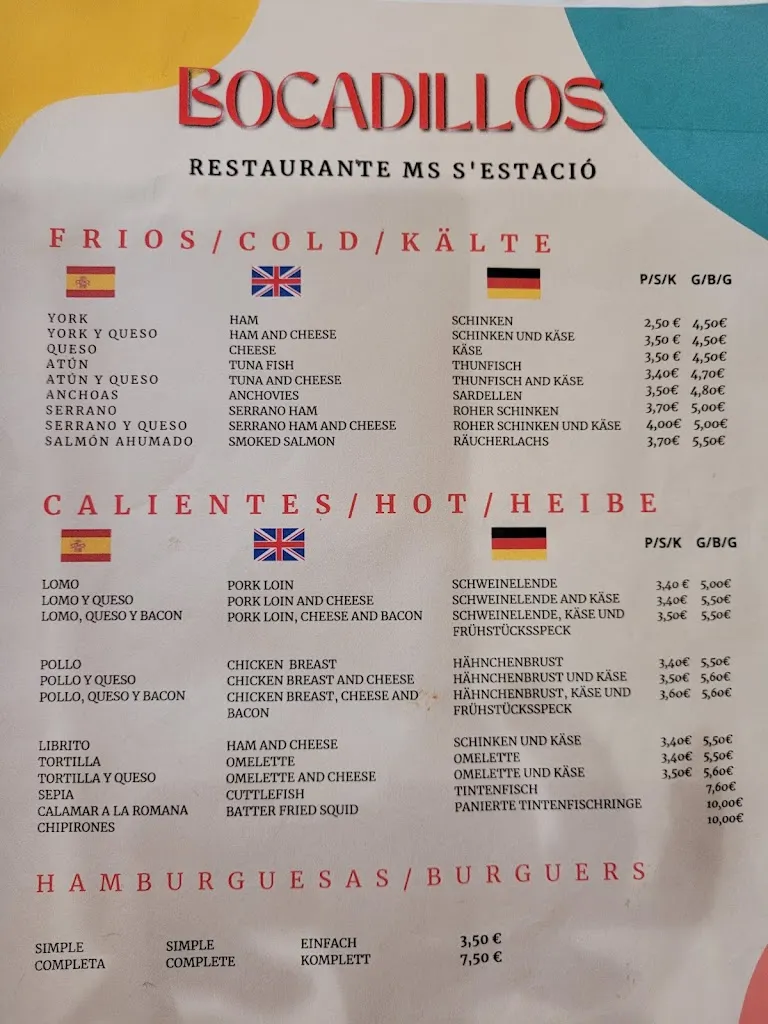 BOCADILLOS
RESTAURANTE MS S'ESTACIÓ
FRIOS/COLD/KÄLTE
P/S/K G/B/G
YORK HAM SCHINKEN 2,50 € 4,50€
YORK Y QUESO HAM AND CHEESE SCHINKEN UND KÄSE 3,50 € 4,50€
QUESO CHEESE KÄSE 3,50 € 4,50€
ATÚN TUNA FISH THUNFISCH 3,40€ 4,70€
ATÚN Y QUESO TUNA AND CHEESE THUNFISCH AND KÄSE
ANCHOAS ANCHOVIES SARDELLEN 3,50€ 4,80€
SERRANO SERRANO HAM ROHER SCHINKEN 3,70€ 5,00€
SERRANO Y QUESO SERRANO HAM AND CHEESE ROHER SCHINKEN UND KÄSE 4,00€ 5,00€
SALMÓN AHUMADO SMOKED SALMON RÄUCHERLACHS 3,70€ 5,50€
CALIENTES/HOT/HEIBE
P/S/K G/B/G
LOMO PORK LOIN SCHWEINELENDE 3,40 € 5,00€
LOMO Y QUESO PORK LOIN AND CHEESE SCHWEINELENDE AND KÄSE 3,40€ 5,50€
LOMO, QUESO Y BACON PORK LOIN, CHEESE AND BACON SCHWEINELENDE, KÄSE UND 3,50€ 5,50€
FRÜHSTÜCKSSPECK
POLLO CHICKEN BREAST HÄHNCHENBRUST 3,40€ 5,50€
POLLO Y QUESO CHICKEN BREAST AND CHEESE HÄHNCHENBRUST UND KÄSE 3,50€ 5,60€
POLLO, QUESO Y BACON CHICKEN BREAST, CHEESE AND HÄHNCHENBRUST, KÄSE UND 3,60€ 5,60€
BACON FRÜHSTÜCKSSPECK
LIBRITO HAM AND CHEESE SCHINKEN UND KÄSE 3,40€ 5,50€
TORTILLA OMELETTE OMELETTE 3,40€ 5,50€
TORTILLA Y QUESO OMELETTE AND CHEESE OMELETTE UND KÄSE 3,50€ 5,60€
SEPIA CUTTLEFISH TINTENFISCH 7,60€
CALAMAR A LA ROMANA BATTER FRIED SQUID PANIERTE TINTENFISCHRINGE 10,00€
CHIPIRONES 10,00€
HAMBURGUESAS/BURGUERS
SIMPLE SIMPLE EINFACH 3,50 €
COMPLETA COMPLETE KOMPLETT 7,50 €